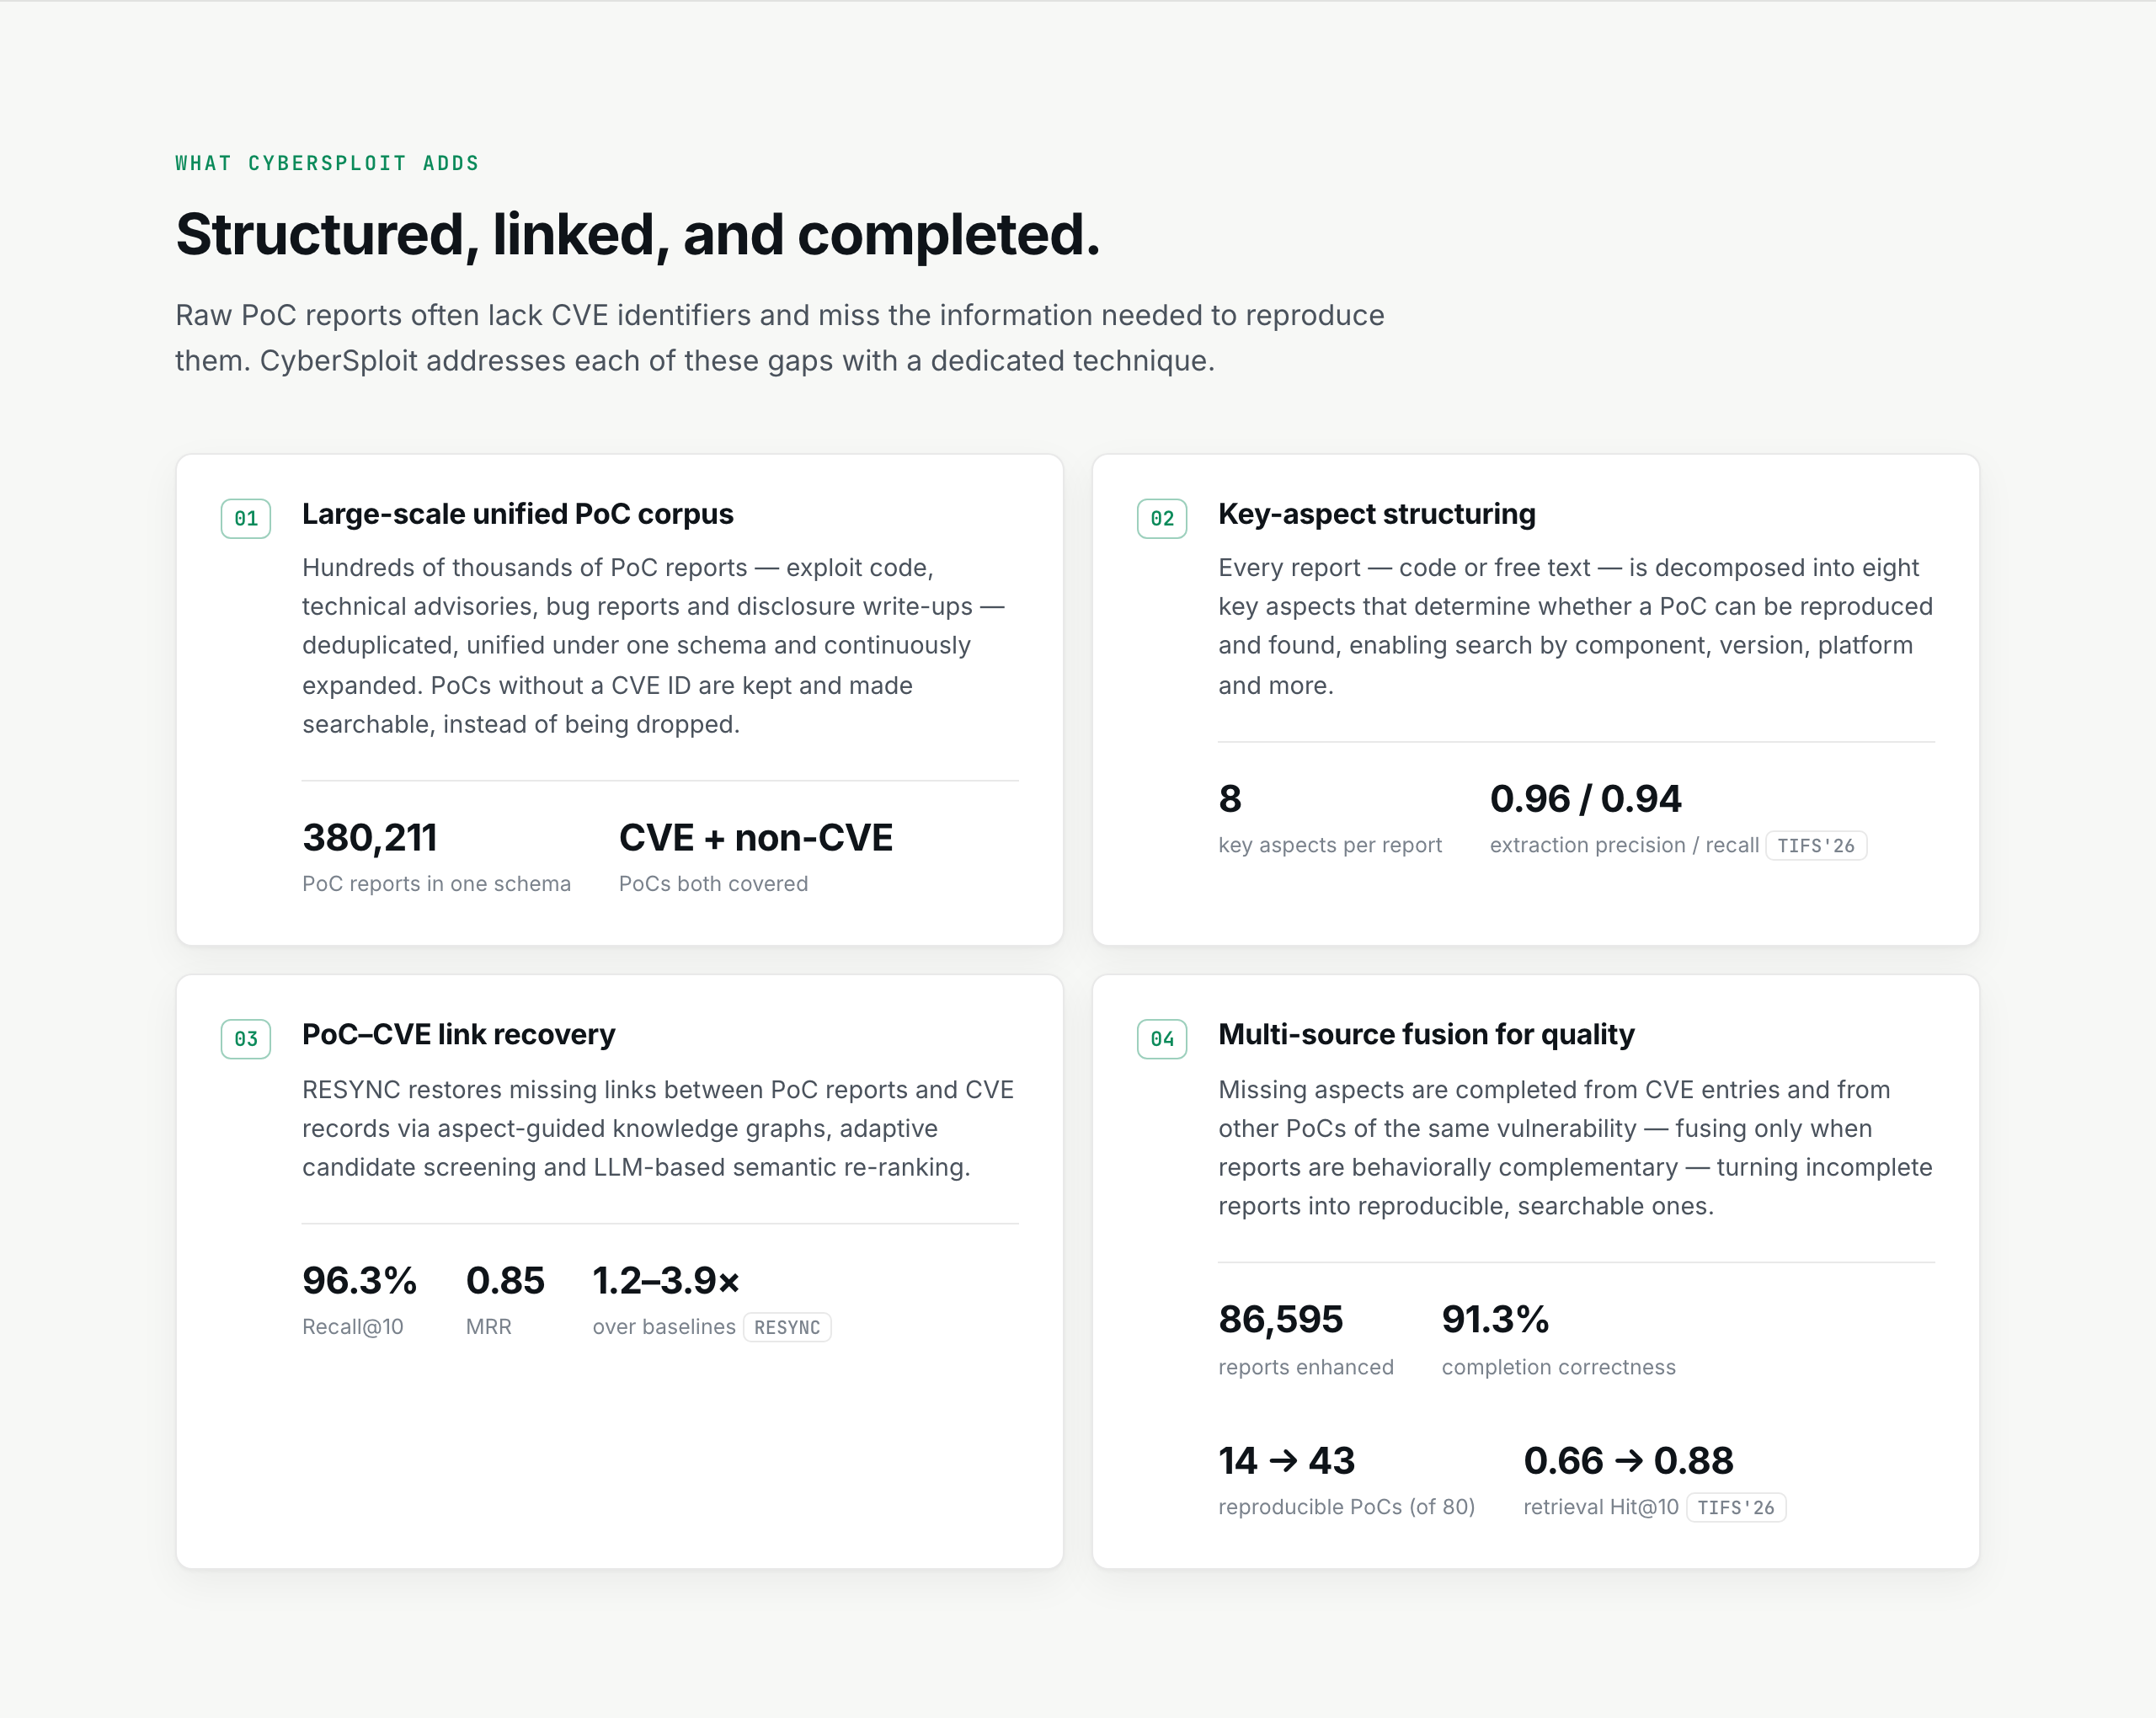 WHAT CYBERSPLOIT ADDS
Structured, linked, and completed.
Raw PoC reports often lack CVE identifiers and miss the information needed to reproduce
them. CyberSploit addresses each of these gaps with a dedicated technique.
01
Large-scale unified PoC corpus
Hundreds of thousands of PoC reports — exploit code,
technical advisories, bug reports and disclosure write-ups —
deduplicated, unified under one schema and continuously
expanded. PoCs without a CVE ID are kept and made
searchable, instead of being dropped.
380,211
PoC reports in one schema
CVE + non-CVE
PoCs both covered
02
Key-aspect structuring
Every report — code or free text — is decomposed into eight
key aspects that determine whether a PoC can be reproduced
and found, enabling search by component, version, platform
and more.
8
key aspects per report
0.96 / 0.94
extraction precision / recall TIFS'26
03
PoC–CVE link recovery
RESYNC restores missing links between PoC reports and CVE
records via aspect-guided knowledge graphs, adaptive
candidate screening and LLM-based semantic re-ranking.
96.3%
Recall@10
0.85
MRR
1.2–3.9×
over baselines RESYNC
04
Multi-source fusion for quality
Missing aspects are completed from CVE entries and from
other PoCs of the same vulnerability — fusing only when
reports are behaviorally complementary — turning incomplete
reports into reproducible, searchable ones.
86,595
reports enhanced
91.3%
completion correctness
14 → 43
reproducible PoCs (of 80)
0.66 → 0.88
retrieval Hit@10 TIFS'26